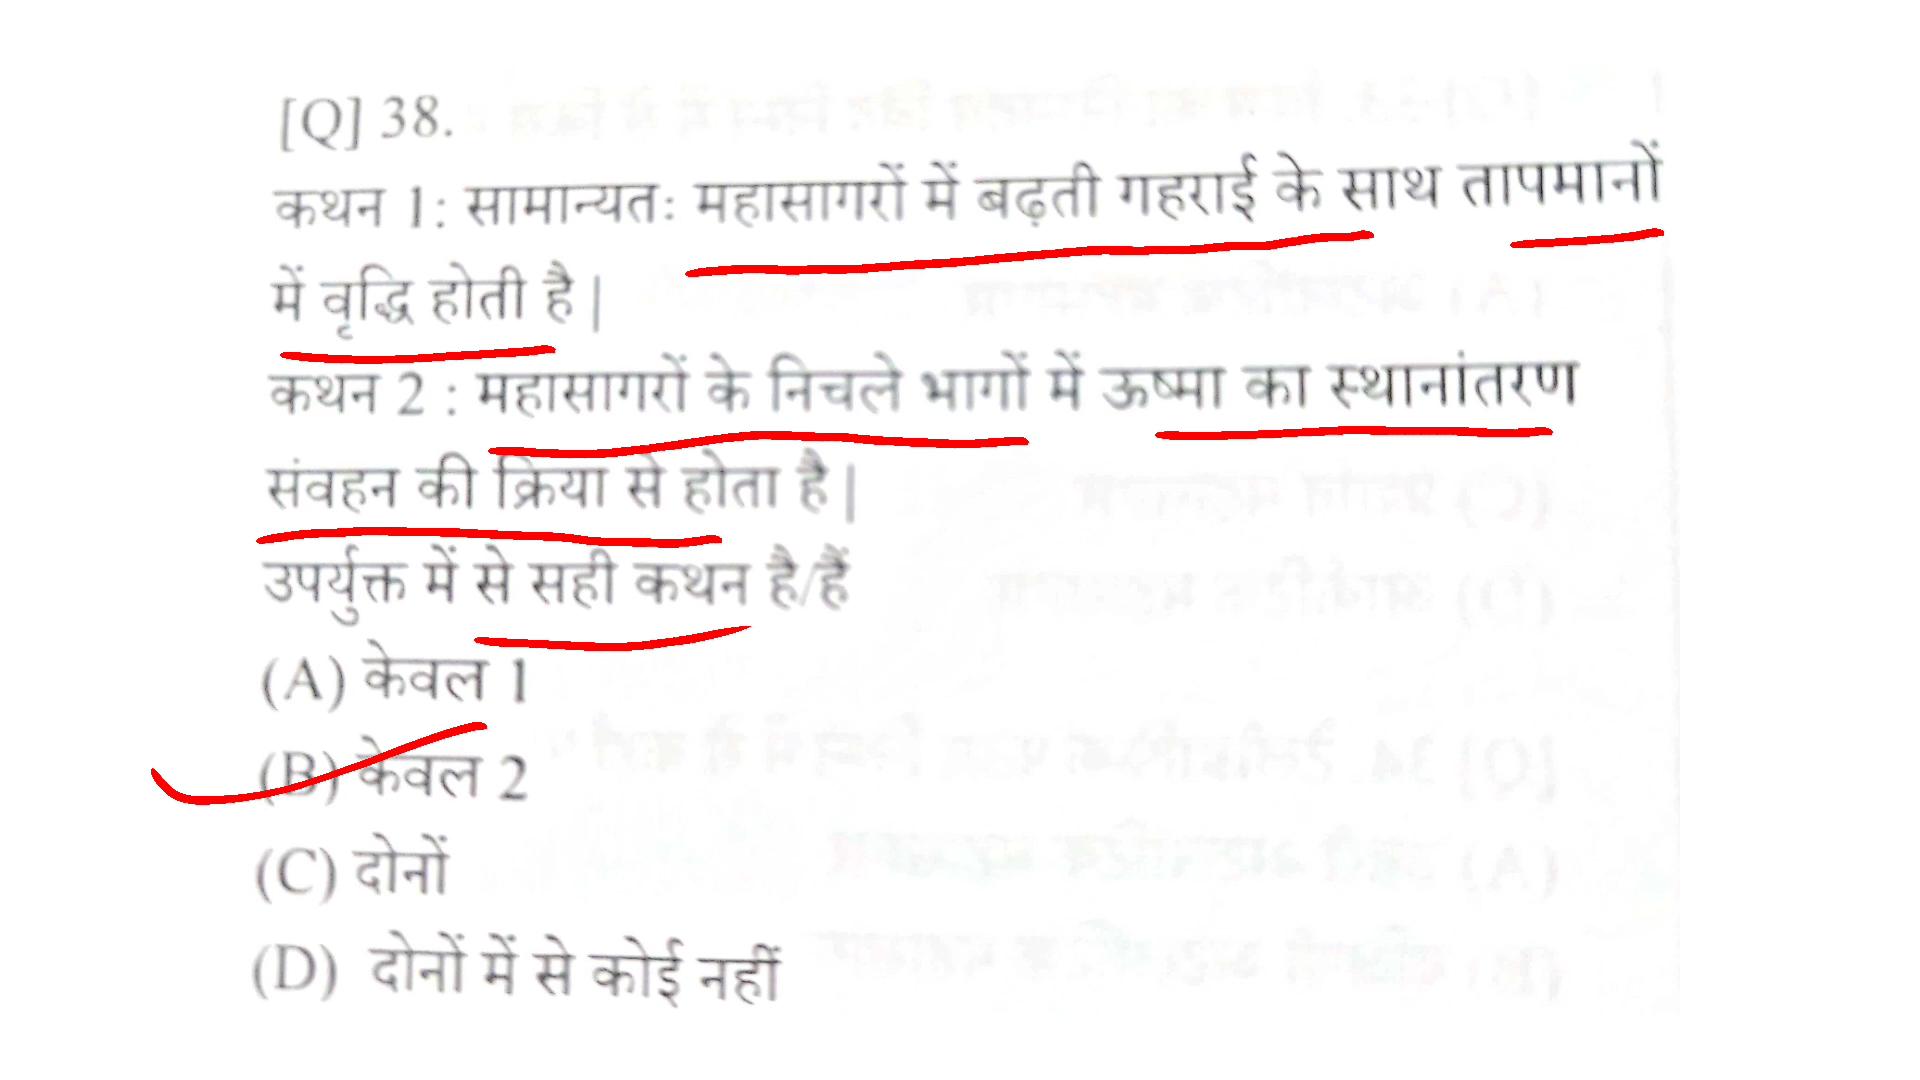 [Q] 38.
कथन 1: सामान्यतः महासागरों में बढ़ती गहराई के साथ तापमानों
में वृद्धि होती है |
कथन 2 : महासागरों के निचले भागों में ऊष्मा का स्थानांतरण
संवहन की क्रिया से होता है |
उपर्युक्त में से सही कथन है/हैं
(A) केवल 1
(B) केवल 2
(C) दोनों
(D) दोनों में से कोई नहीं